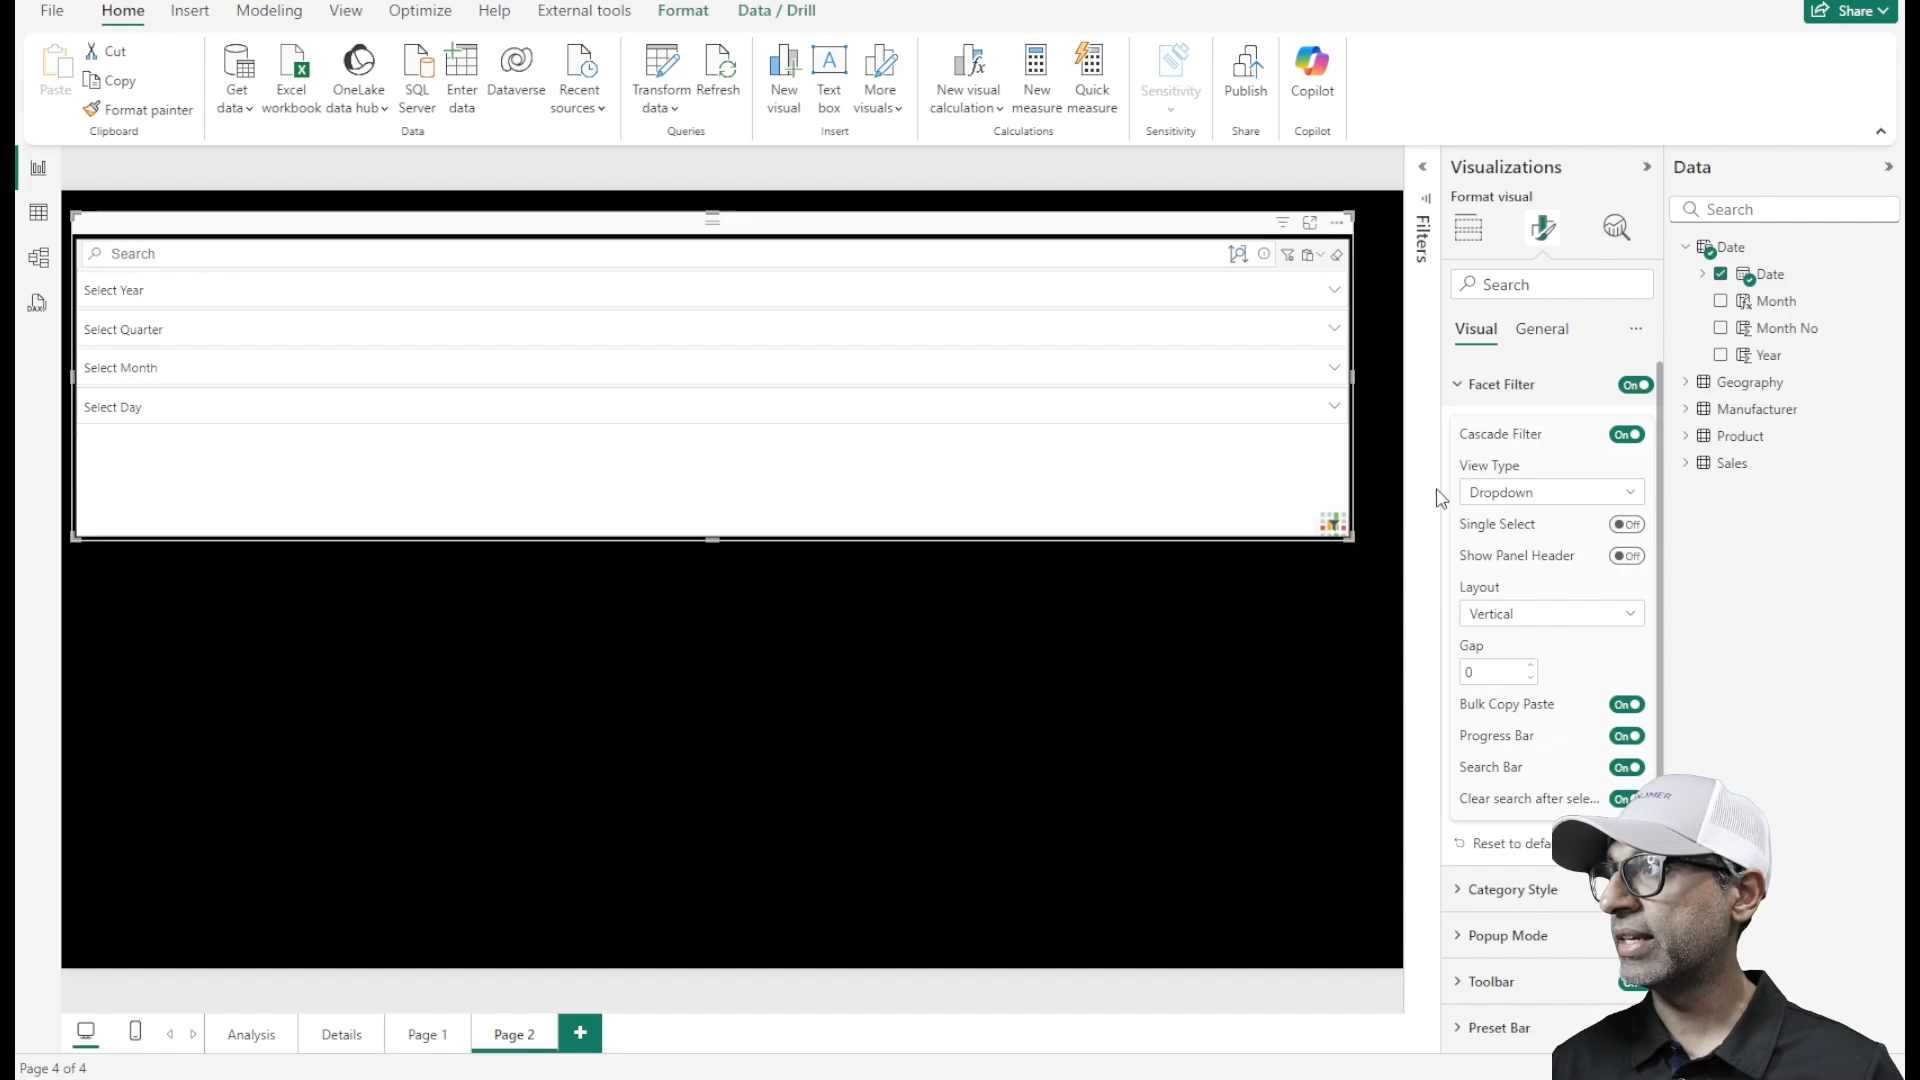 File Home Insert Modeling View Optimize Help External tools Format Data / Drill Share
Paste
Cut
Copy
Format painter
Clipboard
Get data
Excel workbook
OneLake data hub
SQL Server
Enter data
Dataverse
Recent sources
Data
Transform data
Refresh
Queries
New visual
Text box
More visuals
Insert
New visual calculation
New measure
Quick measure
Calculations
Sensitivity
Sensitivity
Publish
Share
Copilot
Copilot
Search
Select Year
Select Quarter
Select Month
Select Day
Filters
Visualizations
Format visual
Search
Visual General
Facet Filter On
Cascade Filter On
View Type
Dropdown
Single Select Off
Show Panel Header Off
Layout
Vertical
Gap
0
Bulk Copy Paste On
Progress Bar On
Search Bar On
Clear search after sele... On
Reset to defa
Category Style
Popup Mode
Toolbar
Preset Bar
Data
Search
Date
Date
Month
Month No
Year
Geography
Manufacturer
Product
Sales
Analysis Details Page 1 Page 2
Page 4 of 4